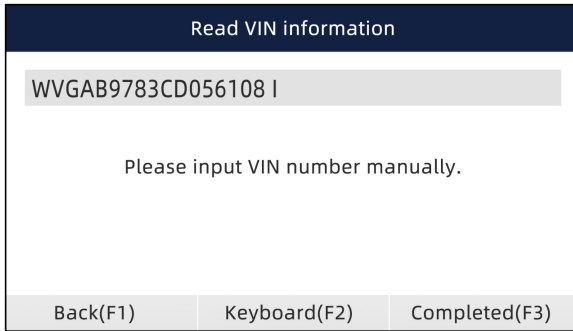 Read VIN information
WVGAB9783CD056108 I
Please input VIN number manually.
Back(F1) Keyboard(F2) Completed(F3)